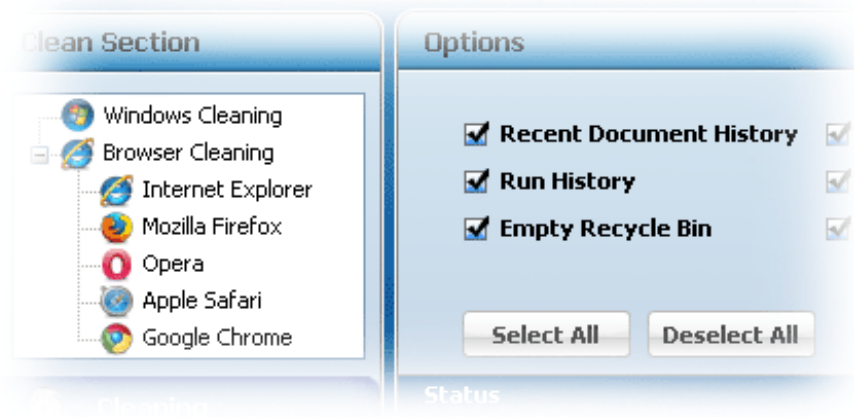 Clean Section
Windows Cleaning
Browser Cleaning
Internet Explorer
Mozilla Firefox
Opera
Apple Safari
Google Chrome
Cleaning
Options
Recent Document History
Run History
Empty Recycle Bin
Select All
Deselect All
Status